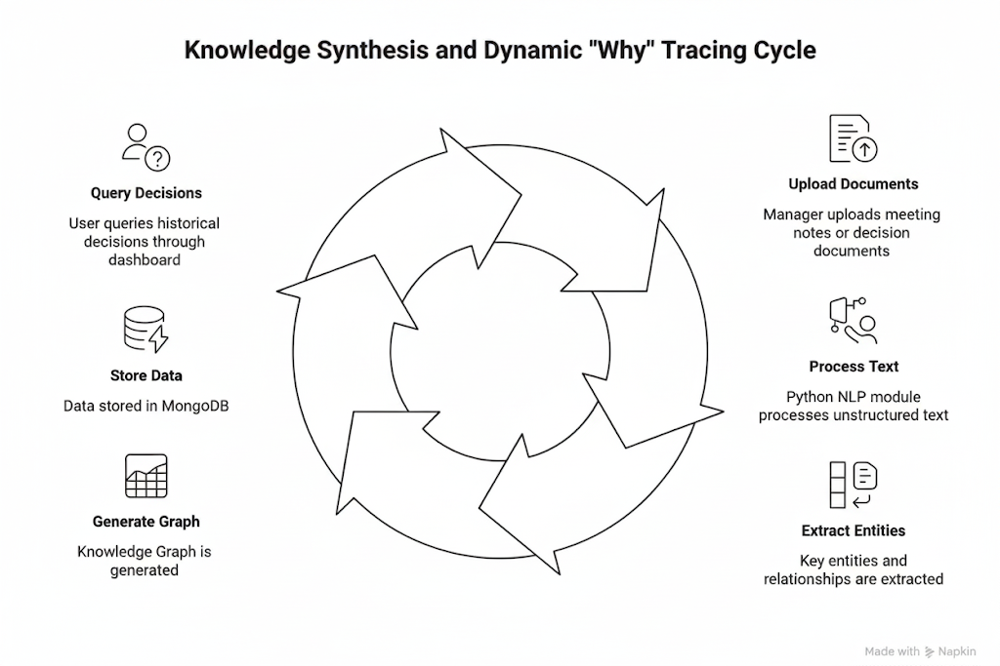 Knowledge Synthesis and Dynamic "Why" Tracing Cycle
Query Decisions
User queries historical
decisions through
dashboard
Store Data
Data stored in MongoDB
Generate Graph
Knowledge Graph is
generated
Upload Documents
Manager uploads meeting
notes or decision
documents
Process Text
Python NLP module
processes unstructured text
Extract Entities
Key entities and
relationships are extracted
?
Made with Napkin